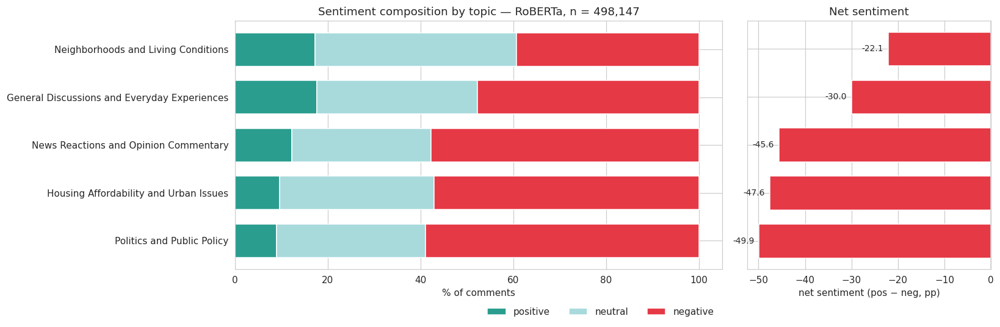 Sentiment composition by topic — RoBERTa, n = 498,147
Net sentiment
Neighborhoods and Living Conditions
-22.1
General Discussions and Everyday Experiences
-30.0
News Reactions and Opinion Commentary
-45.6
Housing Affordability and Urban Issues
-47.6
Politics and Public Policy
-49.9
0 20 40 60 80 100
−50 −40 −30 −20 −10 0
% of comments
net sentiment (pos − neg, pp)
positive neutral negative